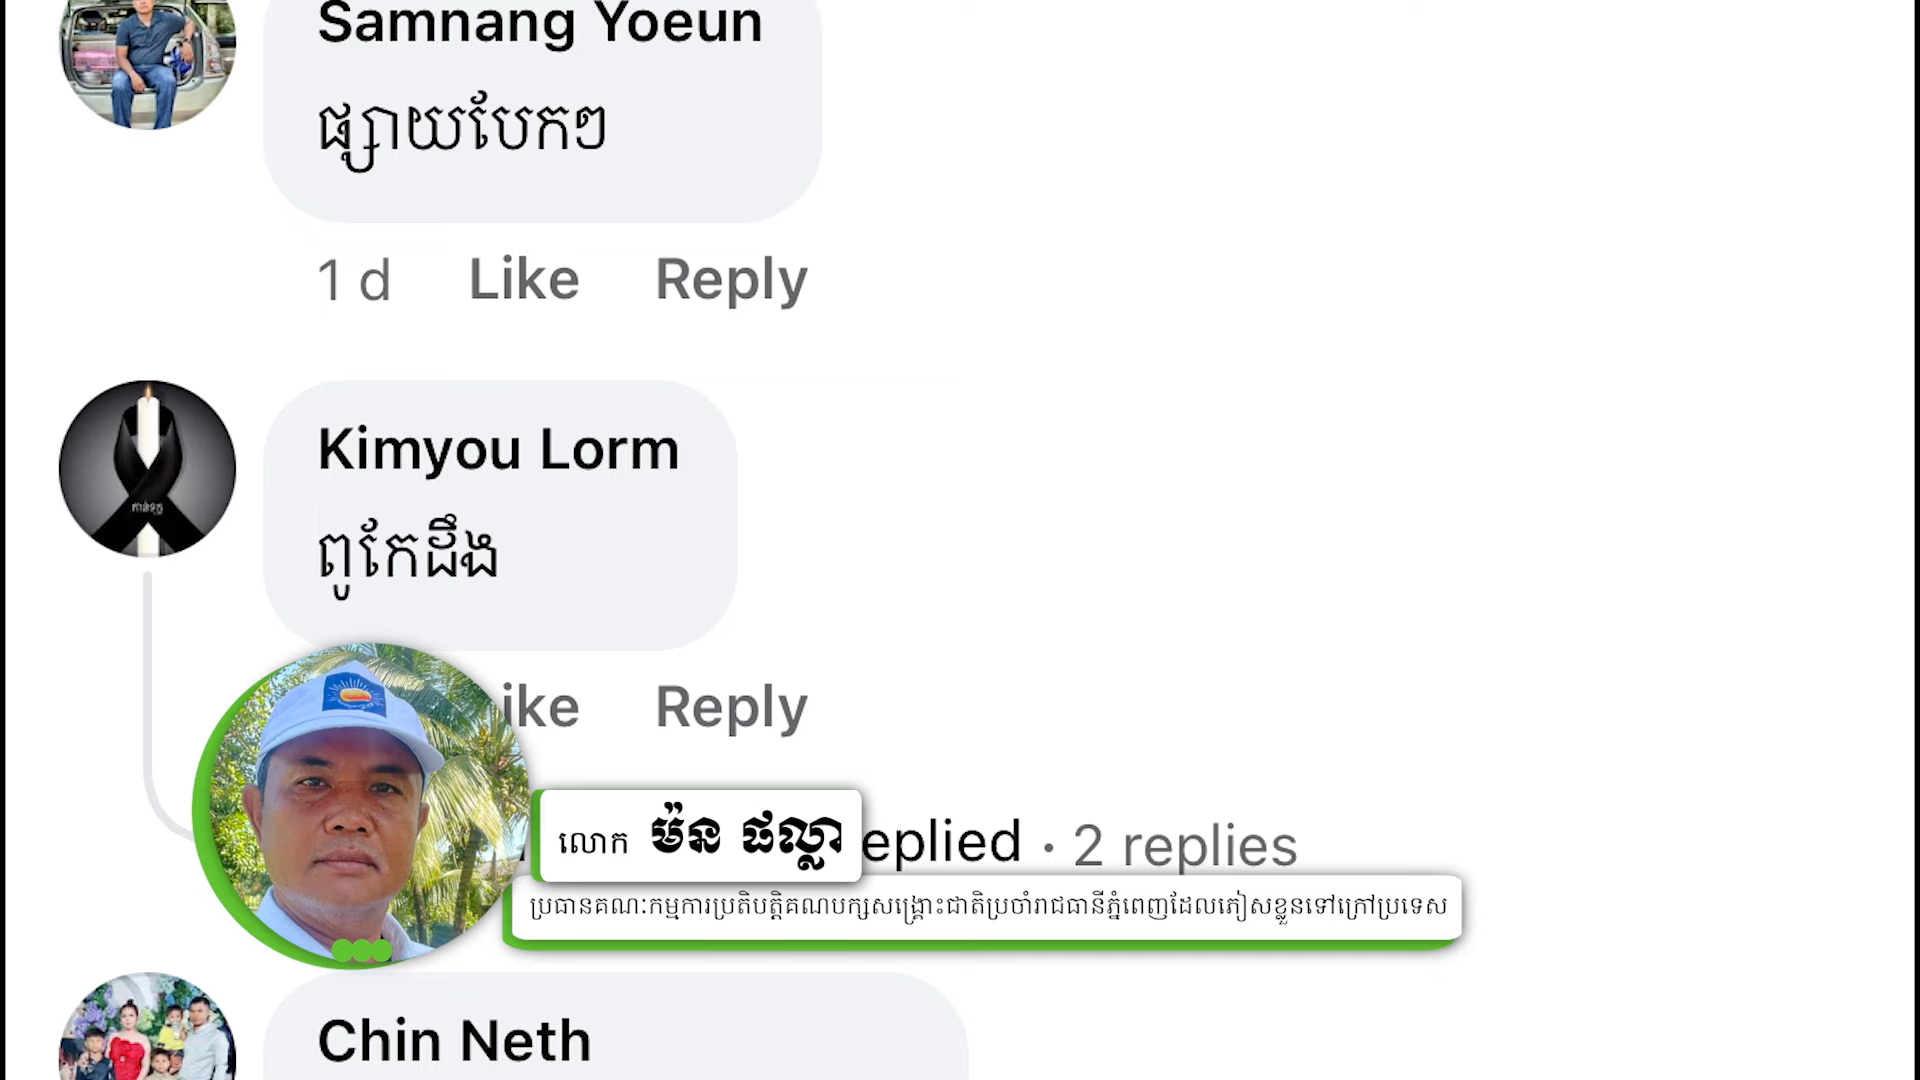 Samnang Yoeun
ផ្សាយបែកៗ
1 d Like Reply
Kimyou Lorm
ពូកែដឹង
ike Reply
eplied · 2 replies
លោក ម៉ន ផល្លា
ប្រធានគណៈកម្មការប្រតិបត្តិគណបក្សសង្គ្រោះជាតិប្រចាំរាជធានីភ្នំពេញដែលភៀសខ្លួនទៅក្រៅប្រទេស
Chin Neth